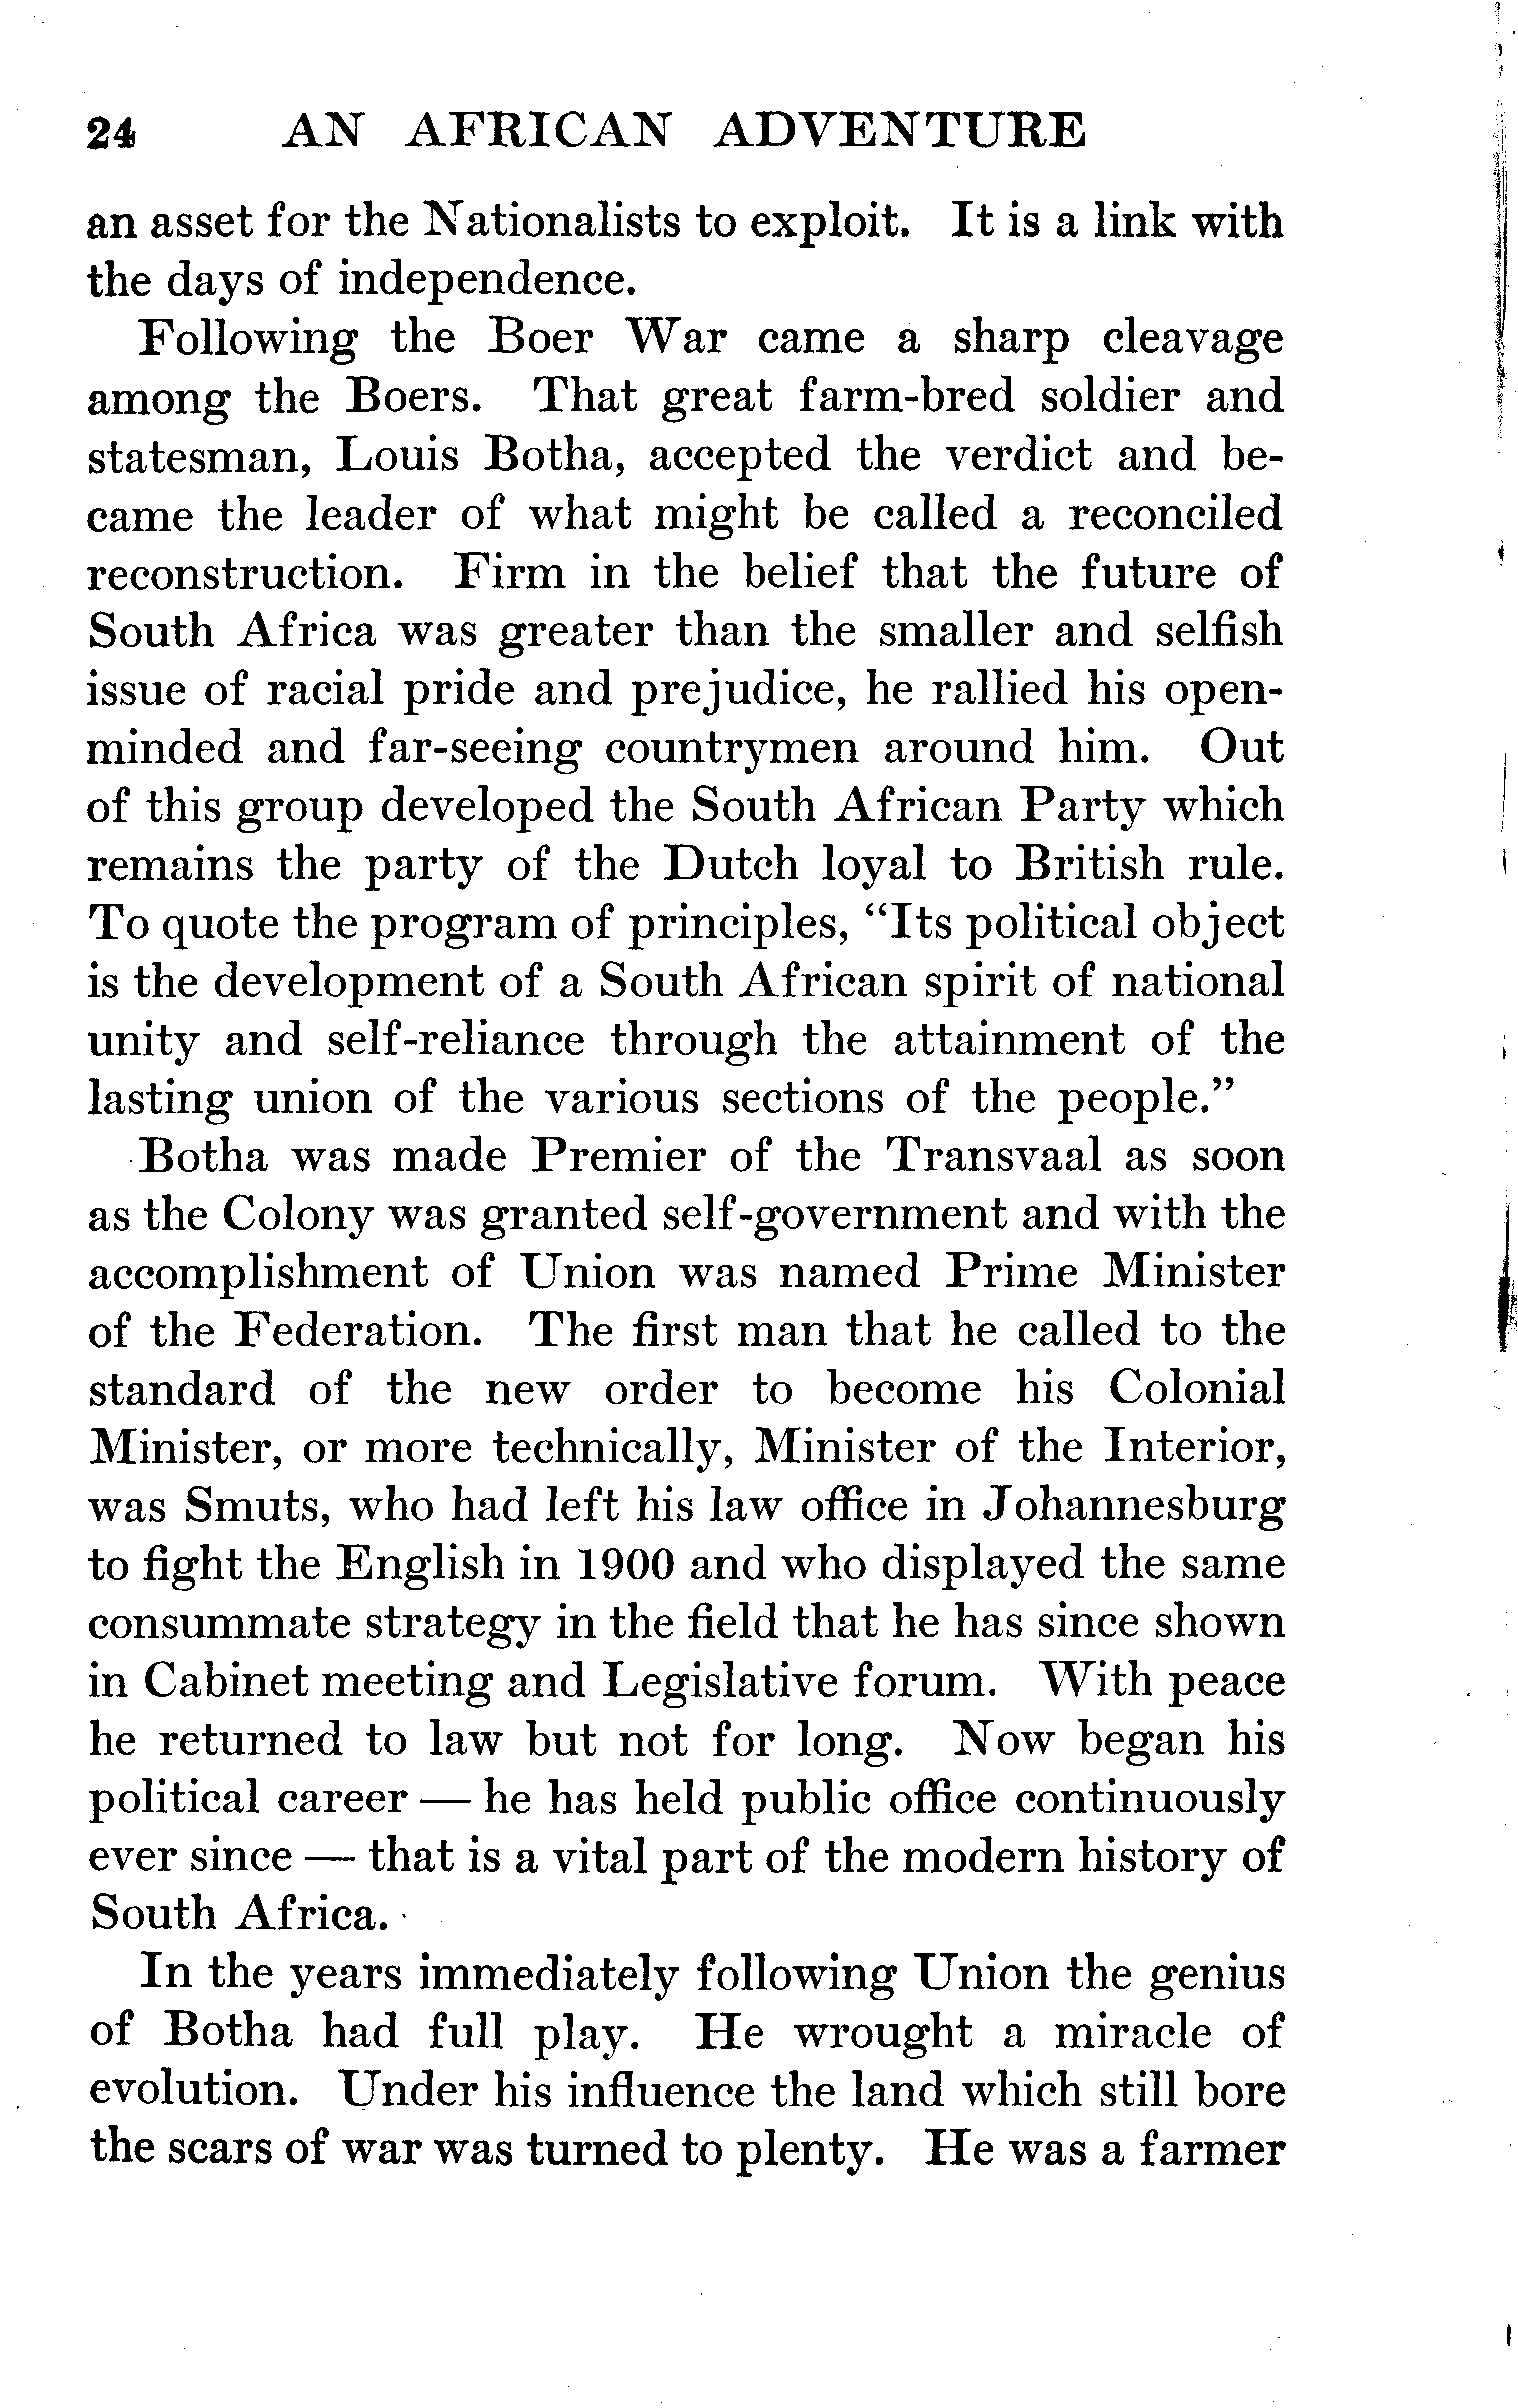 24 AN AFRICAN ADVENTURE
an asset for the Nationalists to exploit. It is a link with
the days of independence.
Following the Boer War came a sharp cleavage
among the Boers. That great farm-bred soldier and
statesman, Louis Botha, accepted the verdict and be-
came the leader of what might be called a reconciled
reconstruction. Firm in the belief that the future of
South Africa was greater than the smaller and selfish
issue of racial pride and prejudice, he rallied his open-
minded and far-seeing countrymen around him. Out
of this group developed the South African Party which
remains the party of the Dutch loyal to British rule.
To quote the program of principles, “Its political object
is the development of a South African spirit of national
unity and self-reliance through the attainment of the
lasting union of the various sections of the people.”
Botha was made Premier of the Transvaal as soon
as the Colony was granted self-government and with the
accomplishment of Union was named Prime Minister
of the Federation. The first man that he called to the
standard of the new order to become his Colonial
Minister, or more technically, Minister of the Interior,
was Smuts, who had left his law office in Johannesburg
to fight the English in 1900 and who displayed the same
consummate strategy in the field that he has since shown
in Cabinet meeting and Legislative forum. With peace
he returned to law but not for long. Now began his
political career — he has held public office continuously
ever since — that is a vital part of the modern history of
South Africa.
In the years immediately following Union the genius
of Botha had full play. He wrought a miracle of
evolution. Under his influence the land which still bore
the scars of war was turned to plenty. He was a farmer